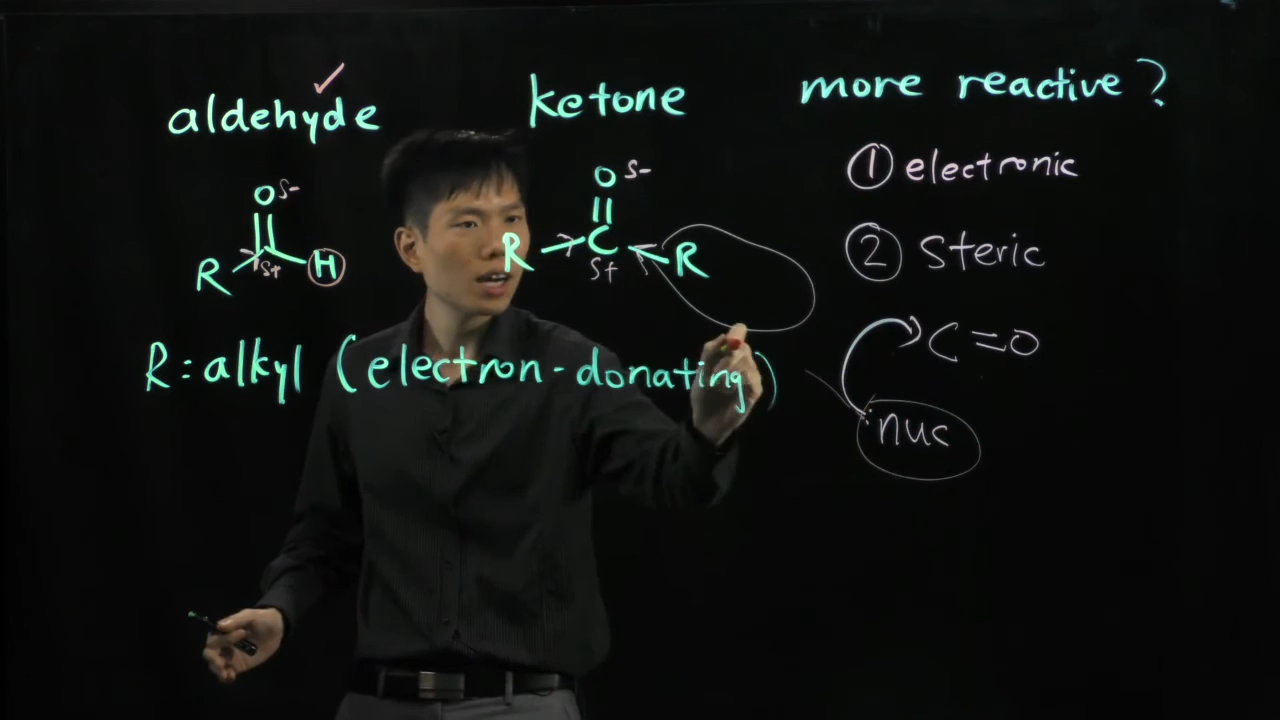 aldehyde ketone more reactive?
① electronic
② Steric
O δ-
R δ+ H
O δ-
R C R
δ+
C=O
:nuc
R: alkyl (electron-donating)